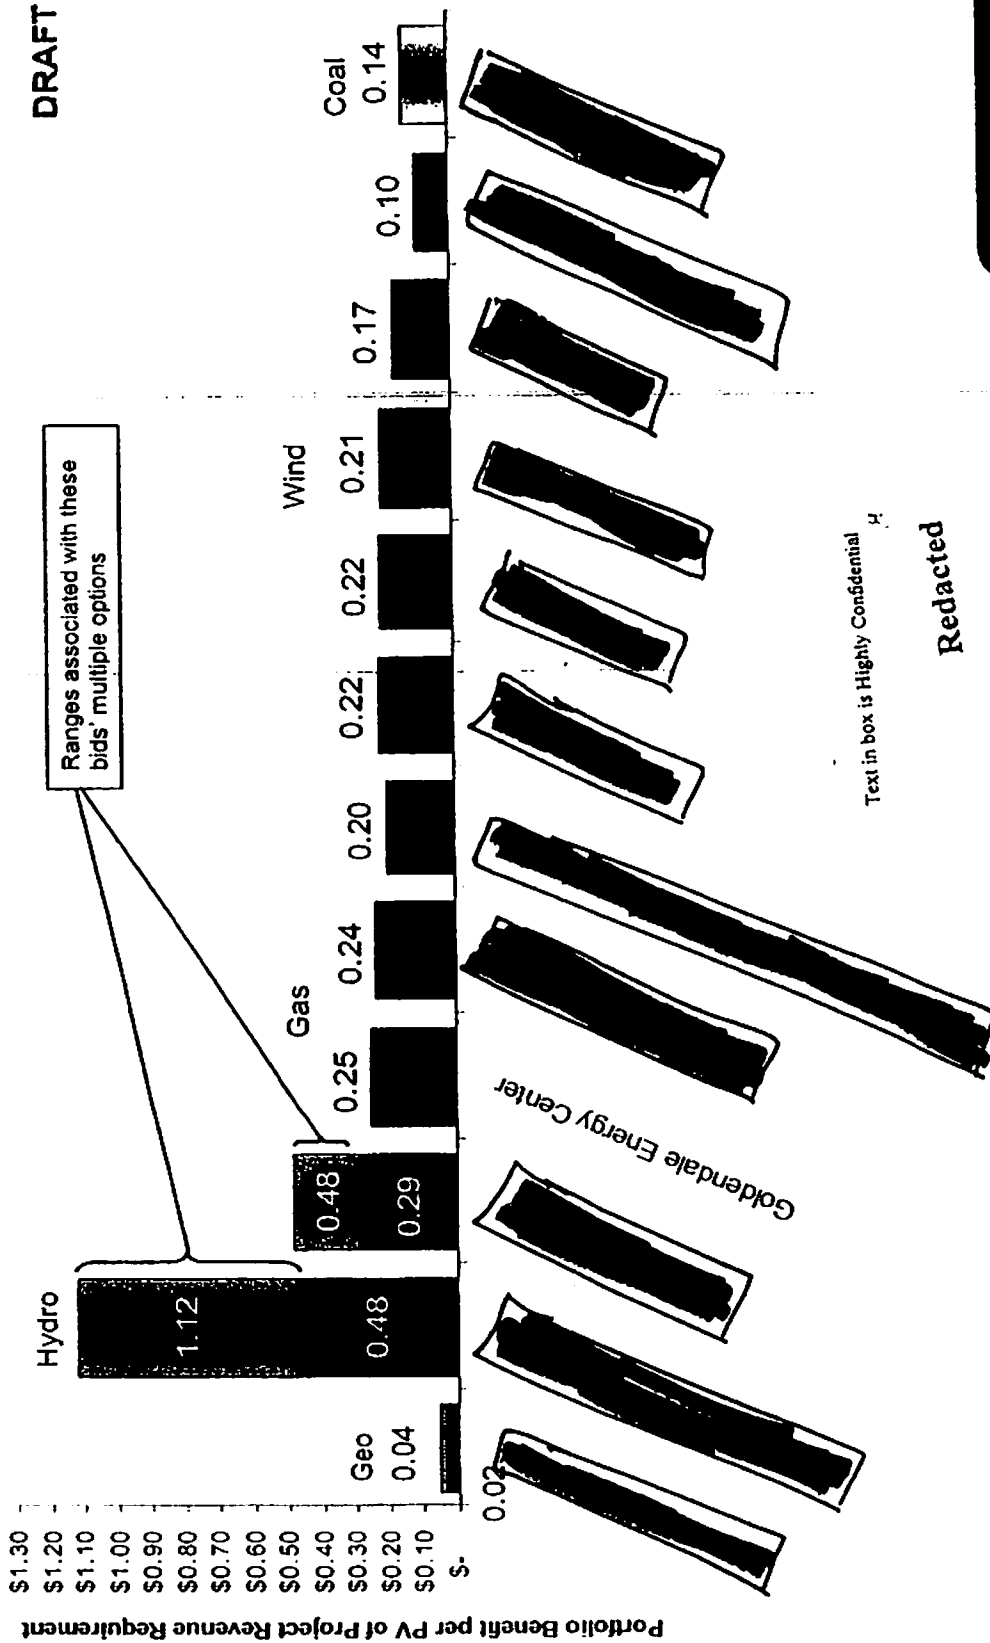 DRAFT
Portfolio Benefit per PV of Project Revenue Requirement
$1.30
$1.20
$1.10
$1.00
$0.90
$0.80
$0.70
$0.60
$0.50
$0.40
$0.30
$0.20
$0.10
$-
Ranges associated with these
bids' multiple options
Geo
0.04
0.02
Hydro
1.12
0.48
0.48
0.29
Gas
0.25
0.24
0.20
0.22
0.22
Wind
0.21
0.17
0.10
Coal
0.14
Goldendale Energy Center
Text in box is Highly Confidential
Redacted